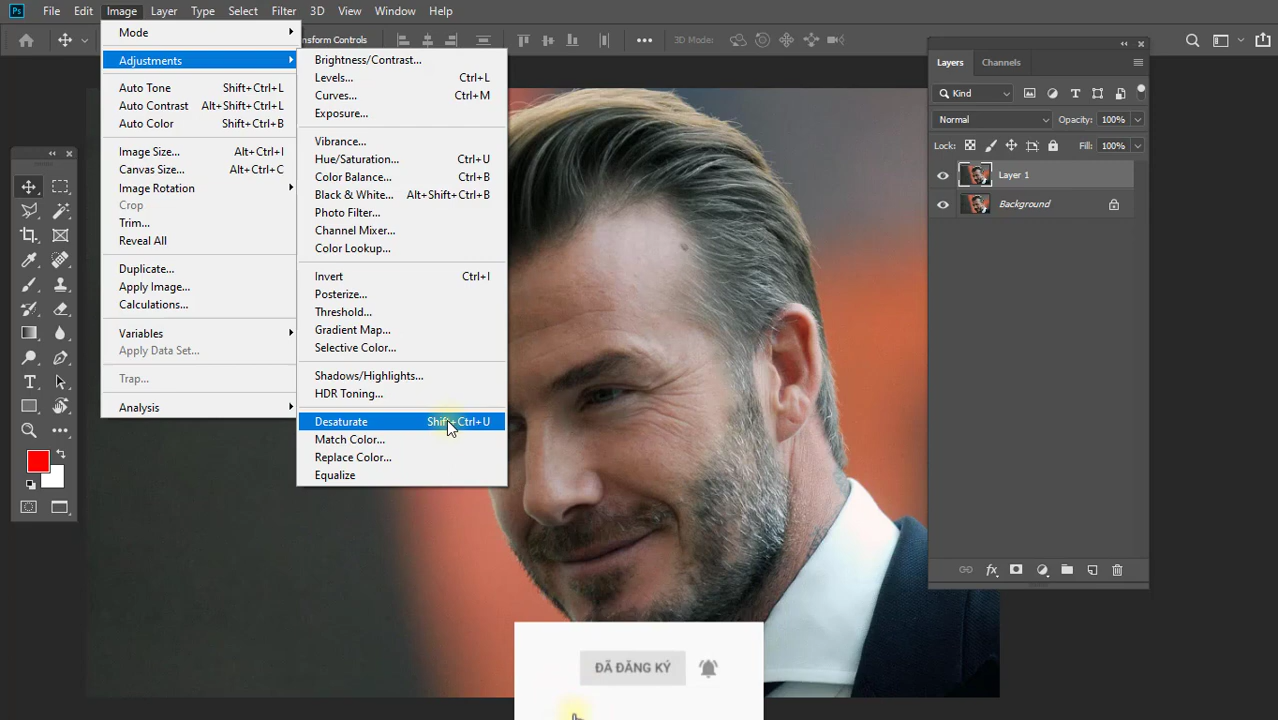 Ps File Edit Image Layer Type Select Filter 3D View Window Help
ansform Controls 3D Mode:
Mode
Adjustments
Auto Tone Shift+Ctrl+L
Auto Contrast Alt+Shift+Ctrl+L
Auto Color Shift+Ctrl+B
Image Size... Alt+Ctrl+I
Canvas Size... Alt+Ctrl+C
Image Rotation
Crop
Trim...
Reveal All
Duplicate...
Apply Image...
Calculations...
Variables
Apply Data Set...
Trap...
Analysis
Brightness/Contrast...
Levels... Ctrl+L
Curves... Ctrl+M
Exposure...
Vibrance...
Hue/Saturation... Ctrl+U
Color Balance... Ctrl+B
Black & White... Alt+Shift+Ctrl+B
Photo Filter...
Channel Mixer...
Color Lookup...
Invert Ctrl+I
Posterize...
Threshold...
Gradient Map...
Selective Color...
Shadows/Highlights...
HDR Toning...
Desaturate Shift+Ctrl+U
Match Color...
Replace Color...
Equalize
Layers Channels
Kind
Normal Opacity: 100%
Lock: Fill: 100%
Layer 1
Background
fx
ĐÃ ĐĂNG KÝ